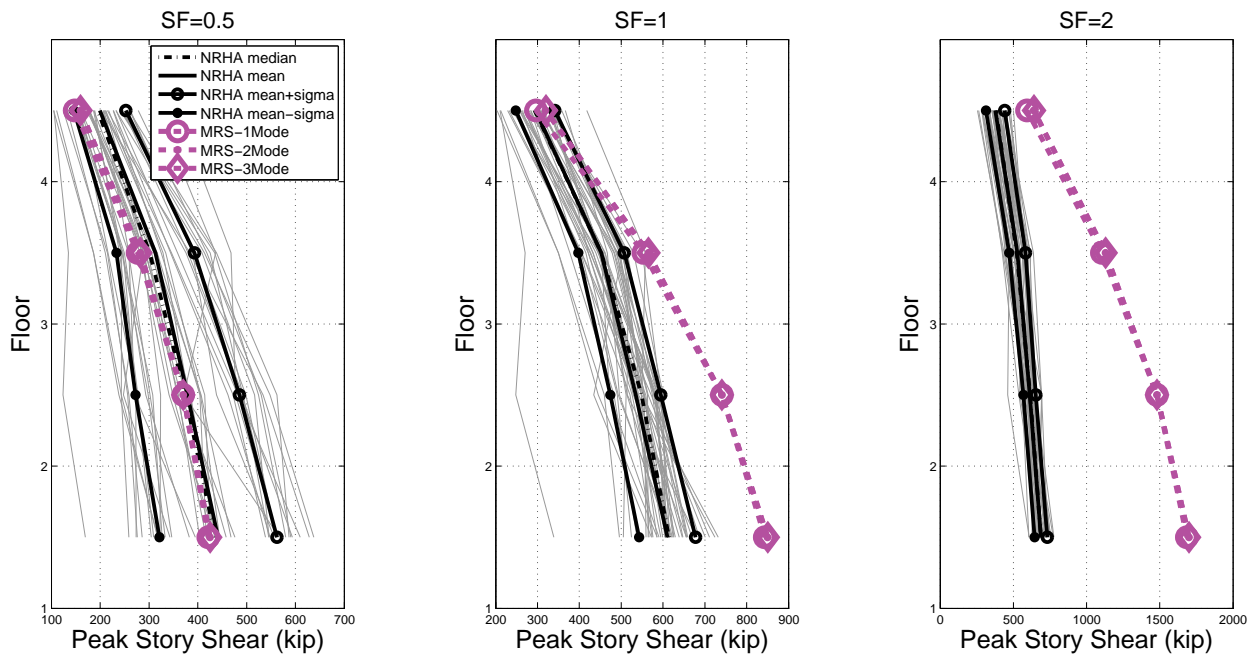 SF=0.5
NRHA median
NRHA mean
NRHA mean+sigma
NRHA mean−sigma
MRS−1Mode
MRS−2Mode
MRS−3Mode
4
3
2
1
Floor
100 200 300 400 500 600 700
Peak Story Shear (kip)
SF=1
4
3
2
1
Floor
200 300 400 500 600 700 800 900
Peak Story Shear (kip)
SF=2
4
3
2
1
Floor
0 500 1000 1500 2000
Peak Story Shear (kip)